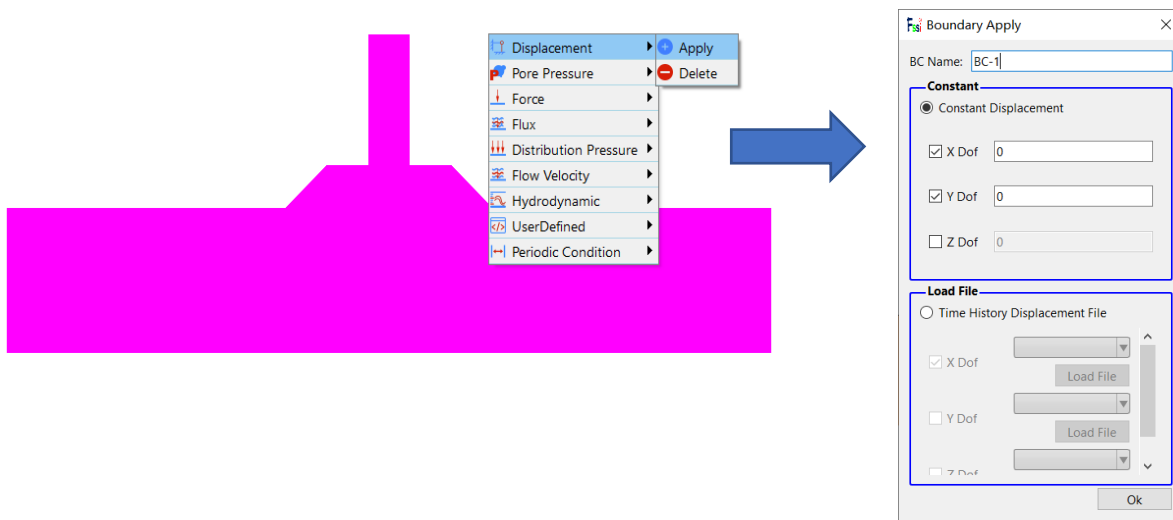 Displacement
Apply
Pore Pressure
Delete
Force
Flux
Distribution Pressure
Flow Velocity
Hydrodynamic
UserDefined
Periodic Condition
Fssi Boundary Apply
BC Name: BC-1
Constant
Constant Displacement
X Dof 0
Y Dof 0
Z Dof 0
Load File
Time History Displacement File
X Dof
Load File
Y Dof
Load File
Z Dof
Ok